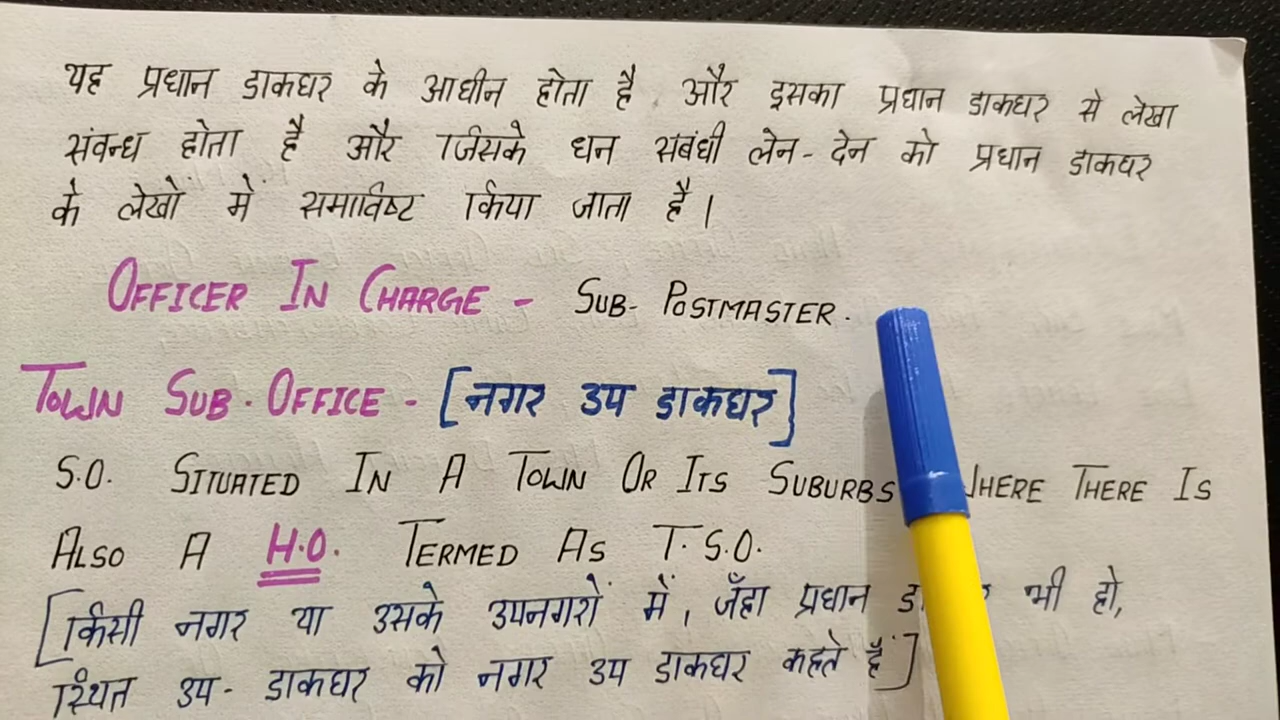 यह प्रधान डाकघर के आधीन होता है और इसका प्रधान डाकघर से लेखा
संवन्ध होता है और जिसके धन संबंधी लेन-देन को प्रधान डाकघर
के लेखों में समाविष्ट किया जाता है।
OFFICER IN CHARGE - SUB-POSTMASTER.
TOWN SUB.OFFICE - [नगर उप डाकघर]
S.O. SITUATED IN A TOWN OR ITS SUBURBS WHERE THERE IS
ALSO A H.O. TERMED AS T.S.O.
[किसी नगर या उसके उपनगरों में, जँहा प्रधान भी हो,
स्थित उप-डाकघर को नगर उप डाकघर कहते हैं]